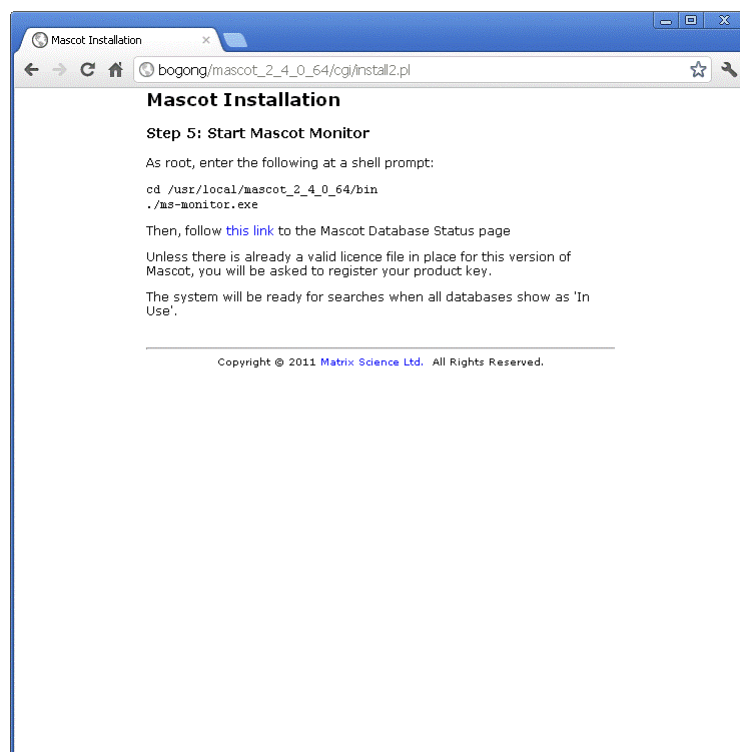 Mascot Installation
bogong/mascot_2_4_0_64/cgi/install2.pl
Mascot Installation
Step 5: Start Mascot Monitor
As root, enter the following at a shell prompt:
cd /usr/local/mascot_2_4_0_64/bin
./ms-monitor.exe
Then, follow this link to the Mascot Database Status page
Unless there is already a valid licence file in place for this version of
Mascot, you will be asked to register your product key.
The system will be ready for searches when all databases show as 'In
Use'.
Copyright © 2011 Matrix Science Ltd. All Rights Reserved.